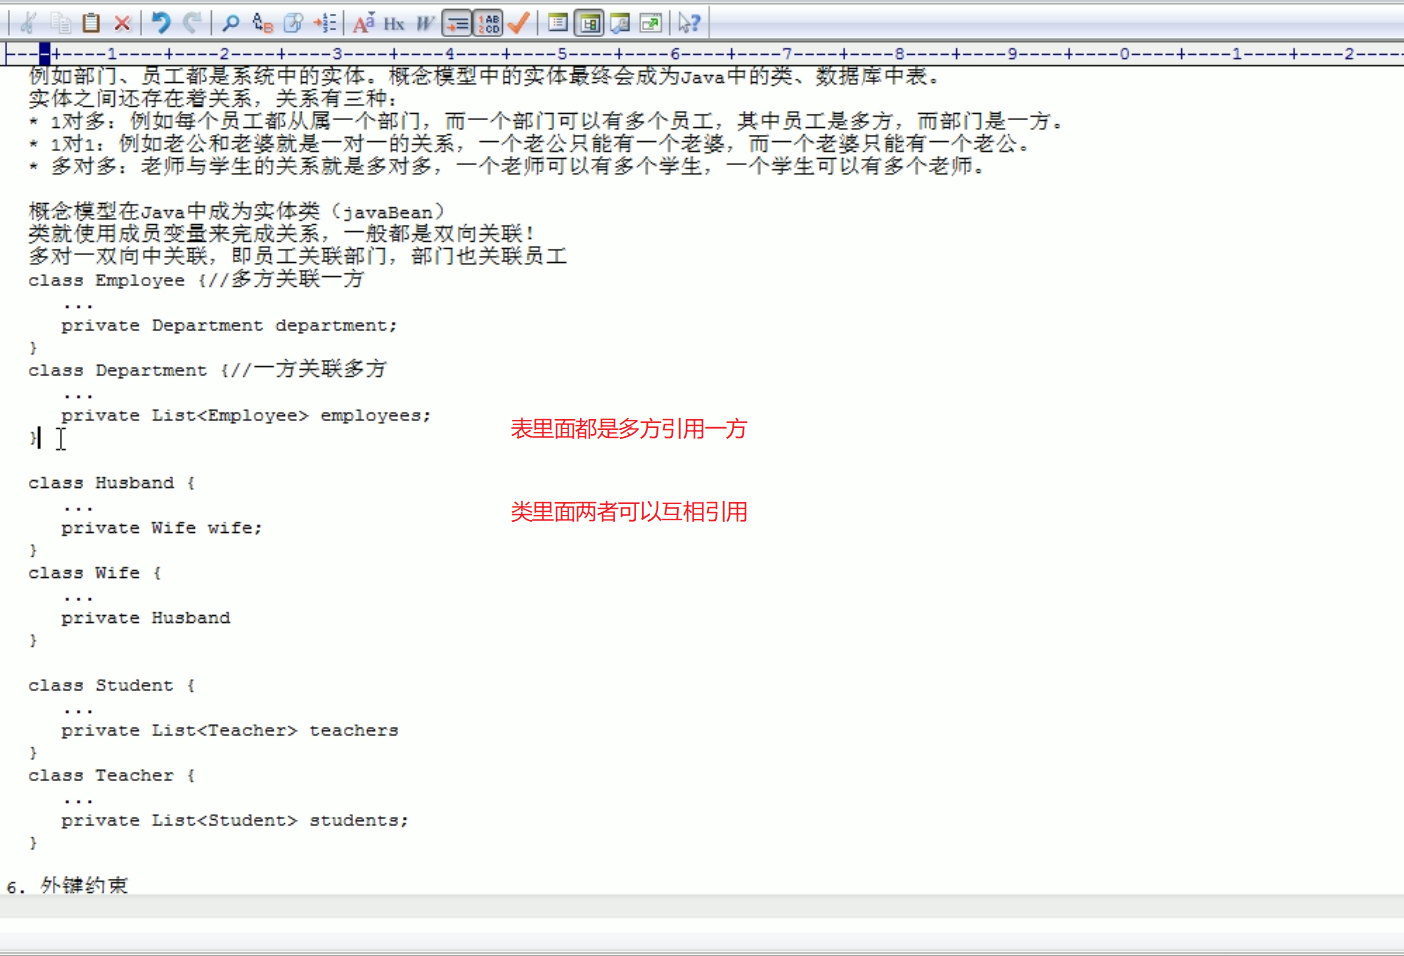 |---▪+----1----+----2----+----3----+----4----+----5----+----6----+----7----+----8----+----9----+----0----+----1----+----2---
例如部门、员工都是系统中的实体。概念模型中的实体最终会成为Java中的类、数据库中表。
实体之间还存在着关系，关系有三种：
* 1对多：例如每个员工都从属一个部门，而一个部门可以有多个员工，其中员工是多方，而部门是一方。
* 1对1：例如老公和老婆就是一对一的关系，一个老公只能有一个老婆，而一个老婆只能有一个老公。
* 多对多：老师与学生的关系就是多对多，一个老师可以有多个学生，一个学生可以有多个老师。
概念模型在Java中成为实体类（javaBean）
类就使用成员变量来完成关系，一般都是双向关联！
多对一双向中关联，即员工关联部门，部门也关联员工
class Employee {//多方关联一方
...
private Department department;
}
class Department {//一方关联多方
...
private List<Employee> employees;
}
表里面都是多方引用一方
class Husband {
...
类里面两者可以互相引用
private Wife wife;
}
class Wife {
...
private Husband
}
class Student {
...
private List<Teacher> teachers
}
class Teacher {
...
private List<Student> students;
}
6. 外键约束